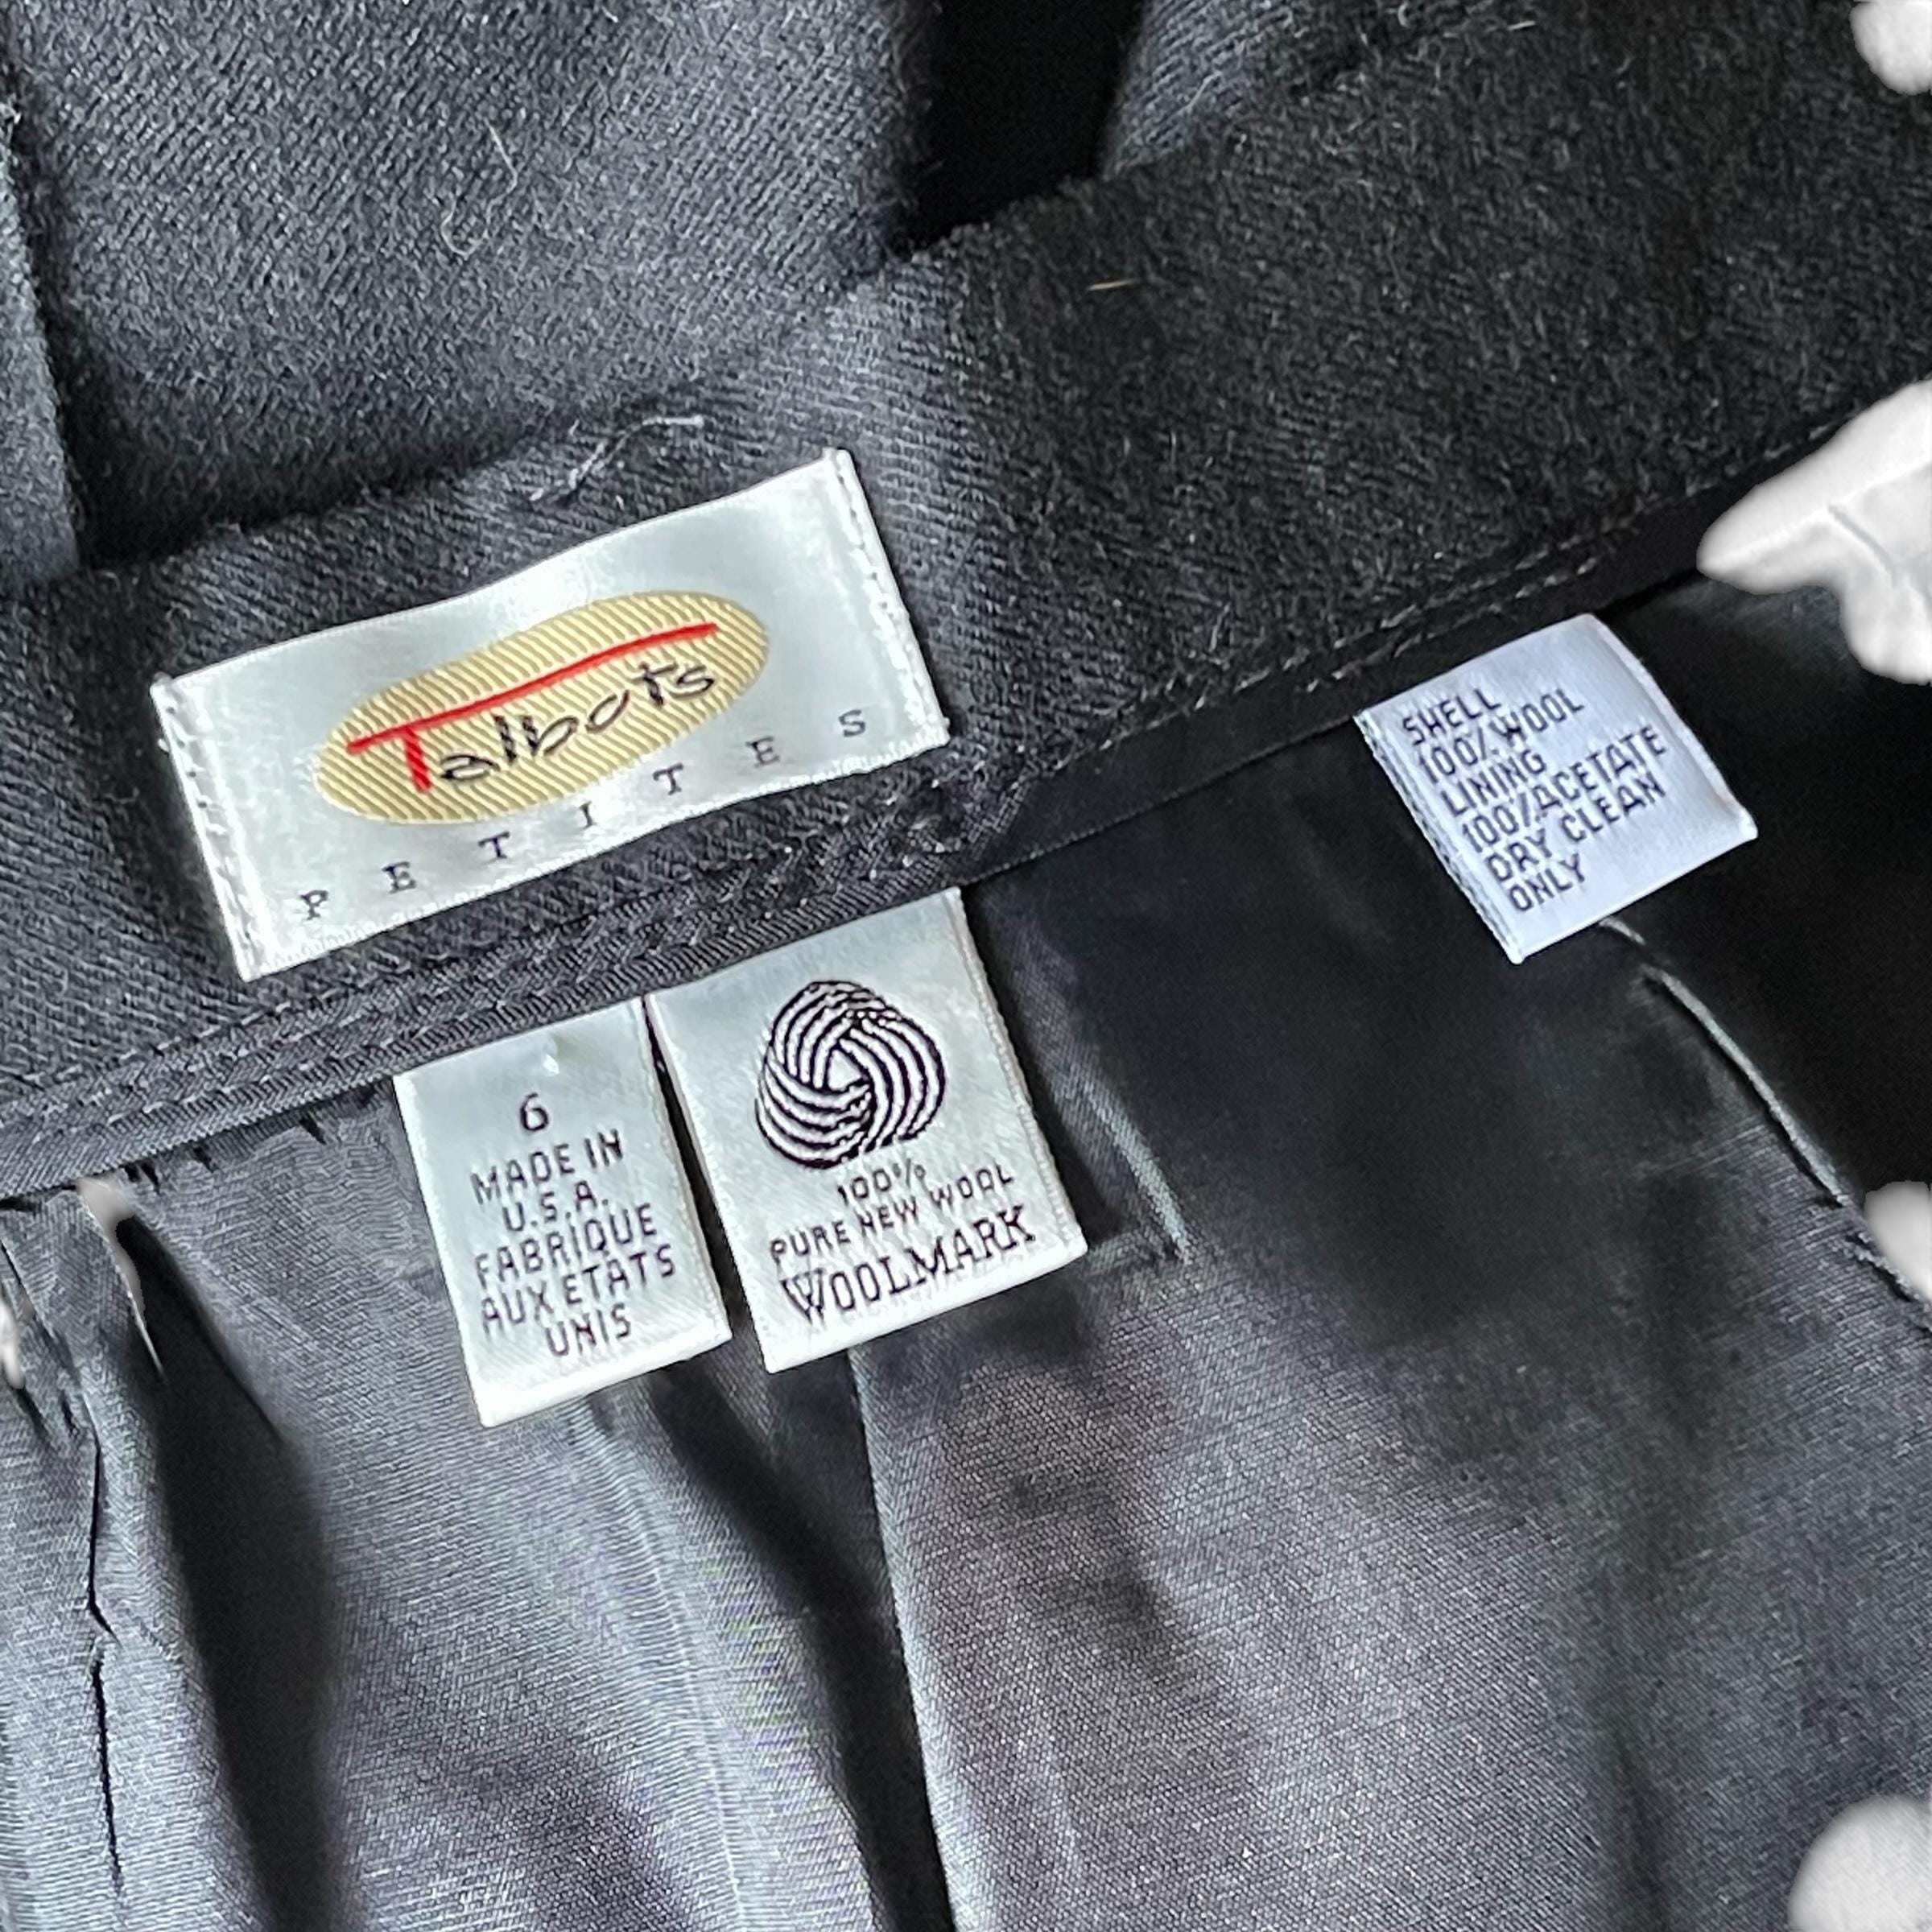 Talbots
PETITES
SHELL
100% WOOL
LINING
100% ACETATE
DRY CLEAN
ONLY
6
MADE IN
U.S.A.
FABRIQUE
AUX ETATS
UNIS
100%
PURE NEW WOOL
WOOLMARK